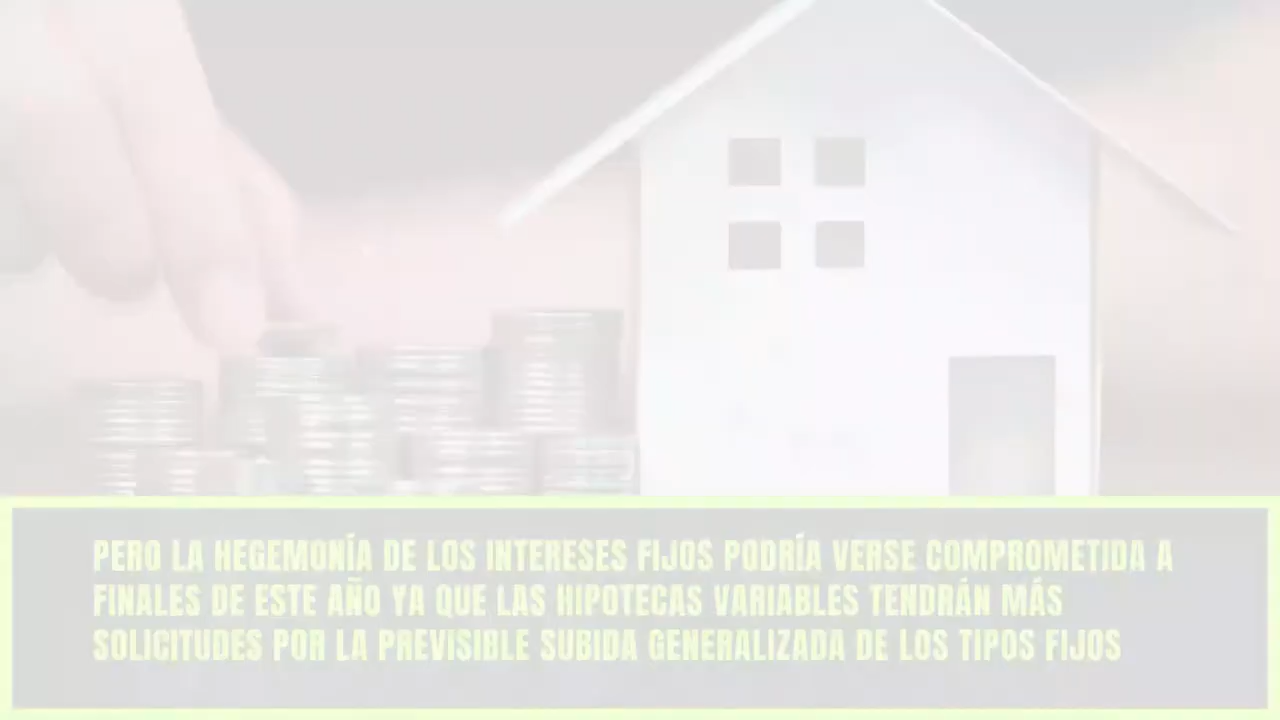 PERO LA HEGEMONÍA DE LOS INTERESES FIJOS PODRÍA VERSE COMPROMETIDA A
FINALES DE ESTE AÑO YA QUE LAS HIPOTECAS VARIABLES TENDRÁN MÁS
SOLICITUDES POR LA PREVISIBLE SUBIDA GENERALIZADA DE LOS TIPOS FIJOS